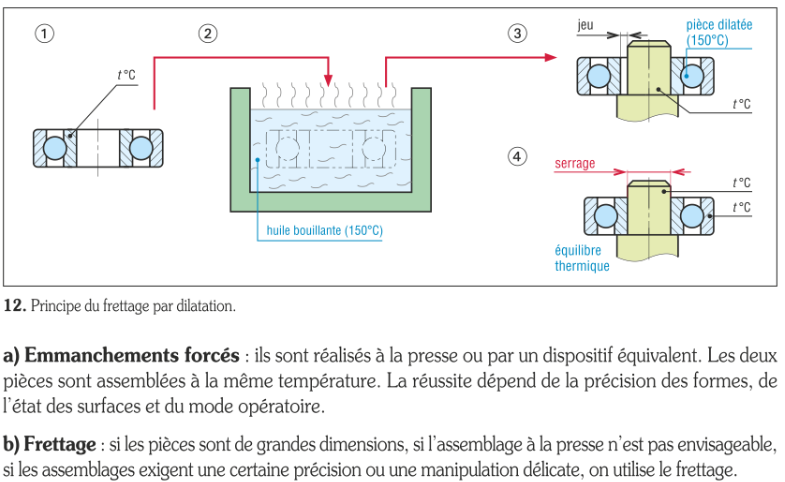 1
2
3
jeu
pièce dilatée
(150°C)
t°C
t°C
4
serrage
t°C
t°C
huile bouillante (150°C)
équilibre
thermique
12. Principe du frettage par dilatation.
a) Emmanchements forcés : ils sont réalisés à la presse ou par un dispositif équivalent. Les deux
pièces sont assemblées à la même température. La réussite dépend de la précision des formes, de
l'état des surfaces et du mode opératoire.
b) Frettage : si les pièces sont de grandes dimensions, si l'assemblage à la presse n'est pas envisageable,
si les assemblages exigent une certaine précision ou une manipulation délicate, on utilise le frettage.